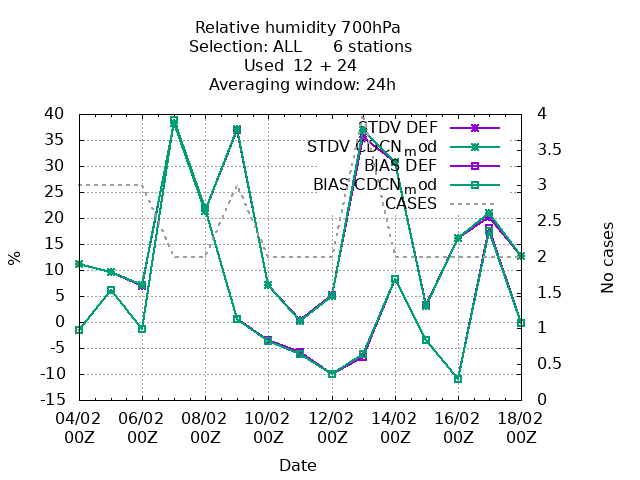 Relative humidity 700hPa
Selection: ALL      6 stations
Used  12 + 24
Averaging window: 24h
STDV DEF
STDV CDCN_mod
BIAS DEF
BIAS CDCN_mod
CASES
40
35
30
25
20
15
10
5
0
-5
-10
-15
%
4
3.5
3
2.5
2
1.5
1
0.5
0
No cases
04/02 06/02 08/02 10/02 12/02 14/02 16/02 18/02
00Z 00Z 00Z 00Z 00Z 00Z 00Z 00Z
Date